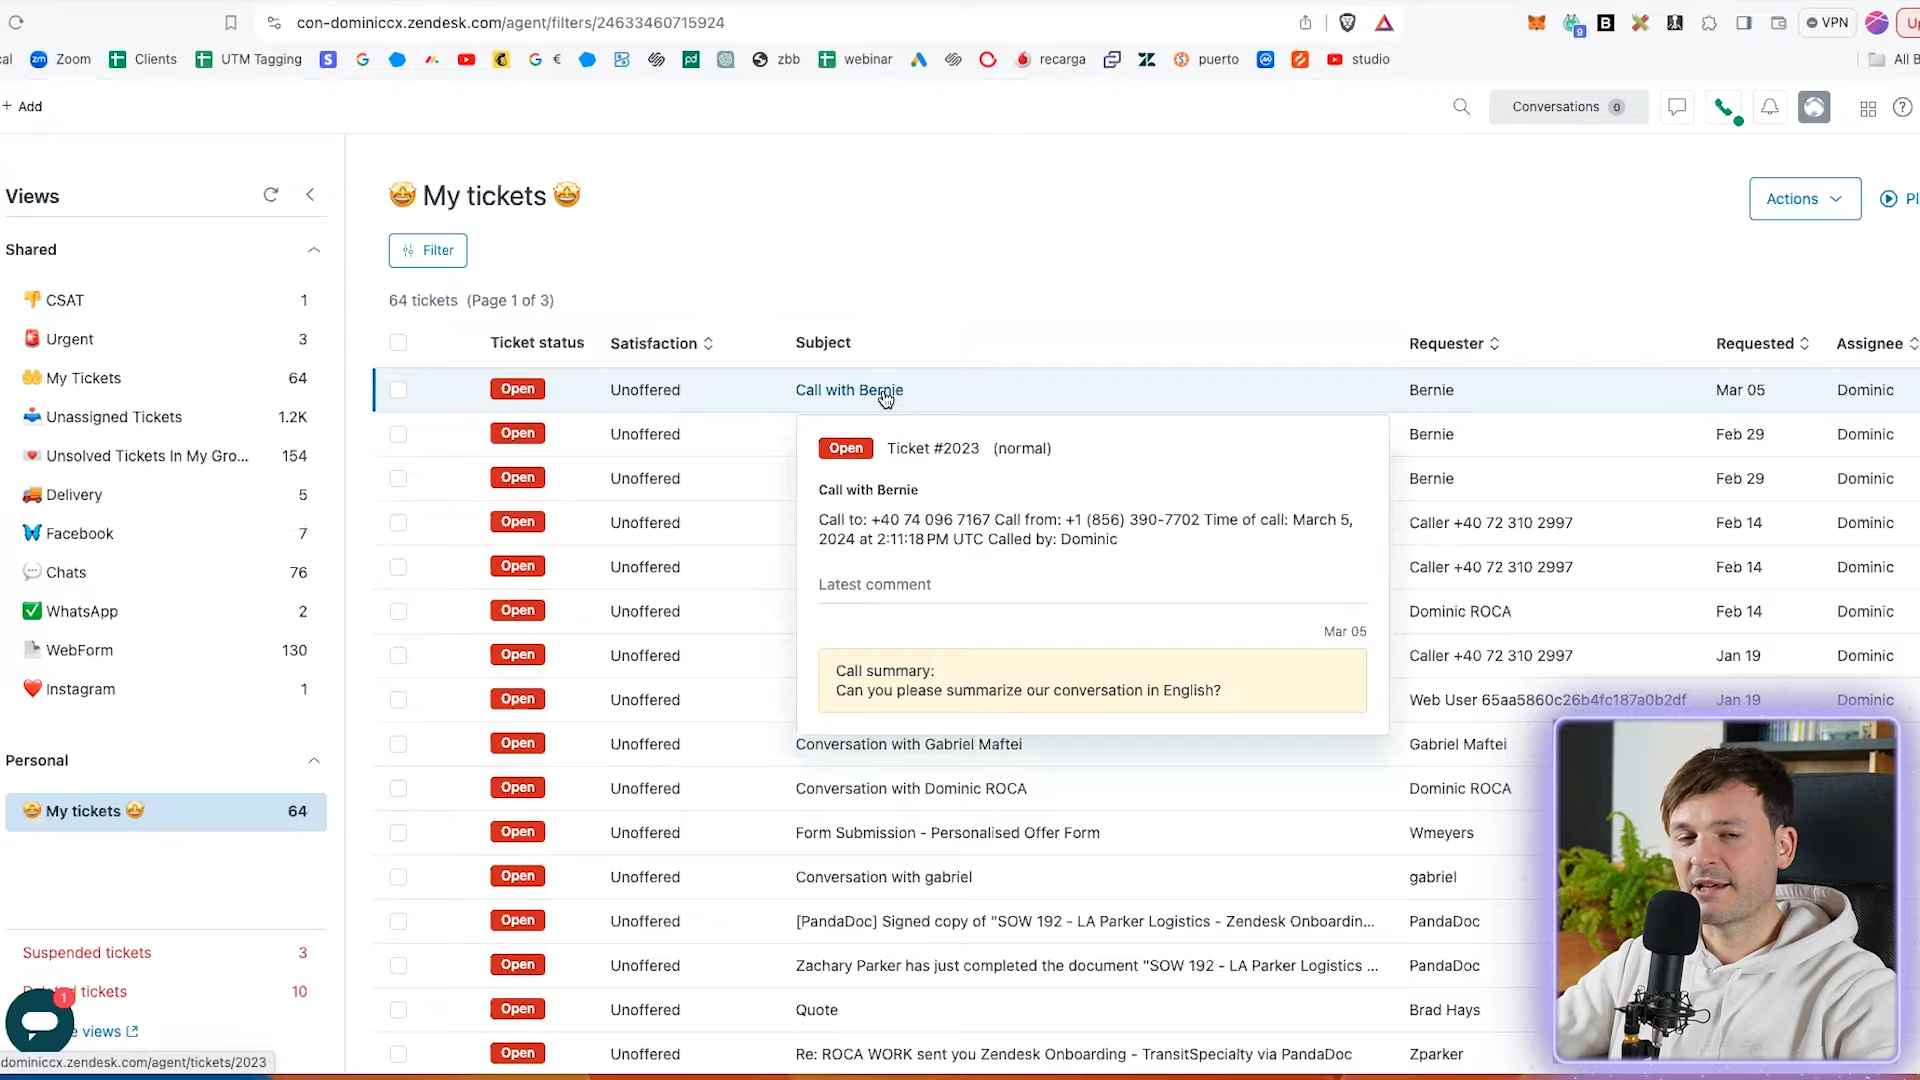 con-dominiccx.zendesk.com/agent/filters/24633460715924
9
B
VPN
Up
al
zm Zoom
Clients
UTM Tagging
S
G
G €
pd
zbb
webinar
recarga
puerto
studio
All B
+ Add
Conversations 0
?
Views
Shared
CSAT 1
Urgent 3
My Tickets 64
Unassigned Tickets 1.2K
Unsolved Tickets In My Gro... 154
Delivery 5
Facebook 7
Chats 76
WhatsApp 2
WebForm 130
Instagram 1
Personal
My tickets 64
Suspended tickets 3
tickets 10
1
views
dominiccx.zendesk.com/agent/tickets/2023
My tickets
Actions
Pl
Filter
64 tickets (Page 1 of 3)
Ticket status Satisfaction Subject Requester Requested Assignee
Open Unoffered Call with Bernie Bernie Mar 05 Dominic
Open Unoffered Bernie Feb 29 Dominic
Open Unoffered Bernie Feb 29 Dominic
Open Unoffered Caller +40 72 310 2997 Feb 14 Dominic
Open Unoffered Caller +40 72 310 2997 Feb 14 Dominic
Open Unoffered Dominic ROCA Feb 14 Dominic
Open Unoffered Caller +40 72 310 2997 Jan 19 Dominic
Open Unoffered Web User 65aa5860c26b4fc187a0b2df Jan 19 Dominic
Open Ticket #2023 (normal)
Call with Bernie
Call to: +40 74 096 7167 Call from: +1 (856) 390-7702 Time of call: March 5,
2024 at 2:11:18 PM UTC Called by: Dominic
Latest comment
Mar 05
Call summary:
Can you please summarize our conversation in English?
Open Unoffered Conversation with Gabriel Maftei Gabriel Maftei
Open Unoffered Conversation with Dominic ROCA Dominic ROCA
Open Unoffered Form Submission - Personalised Offer Form Wmeyers
Open Unoffered Conversation with gabriel gabriel
Open Unoffered [PandaDoc] Signed copy of "SOW 192 - LA Parker Logistics - Zendesk Onboardin... PandaDoc
Open Unoffered Zachary Parker has just completed the document "SOW 192 - LA Parker Logistics ... PandaDoc
Open Unoffered Quote Brad Hays
Open Unoffered Re: ROCA WORK sent you Zendesk Onboarding - TransitSpecialty via PandaDoc Zparker